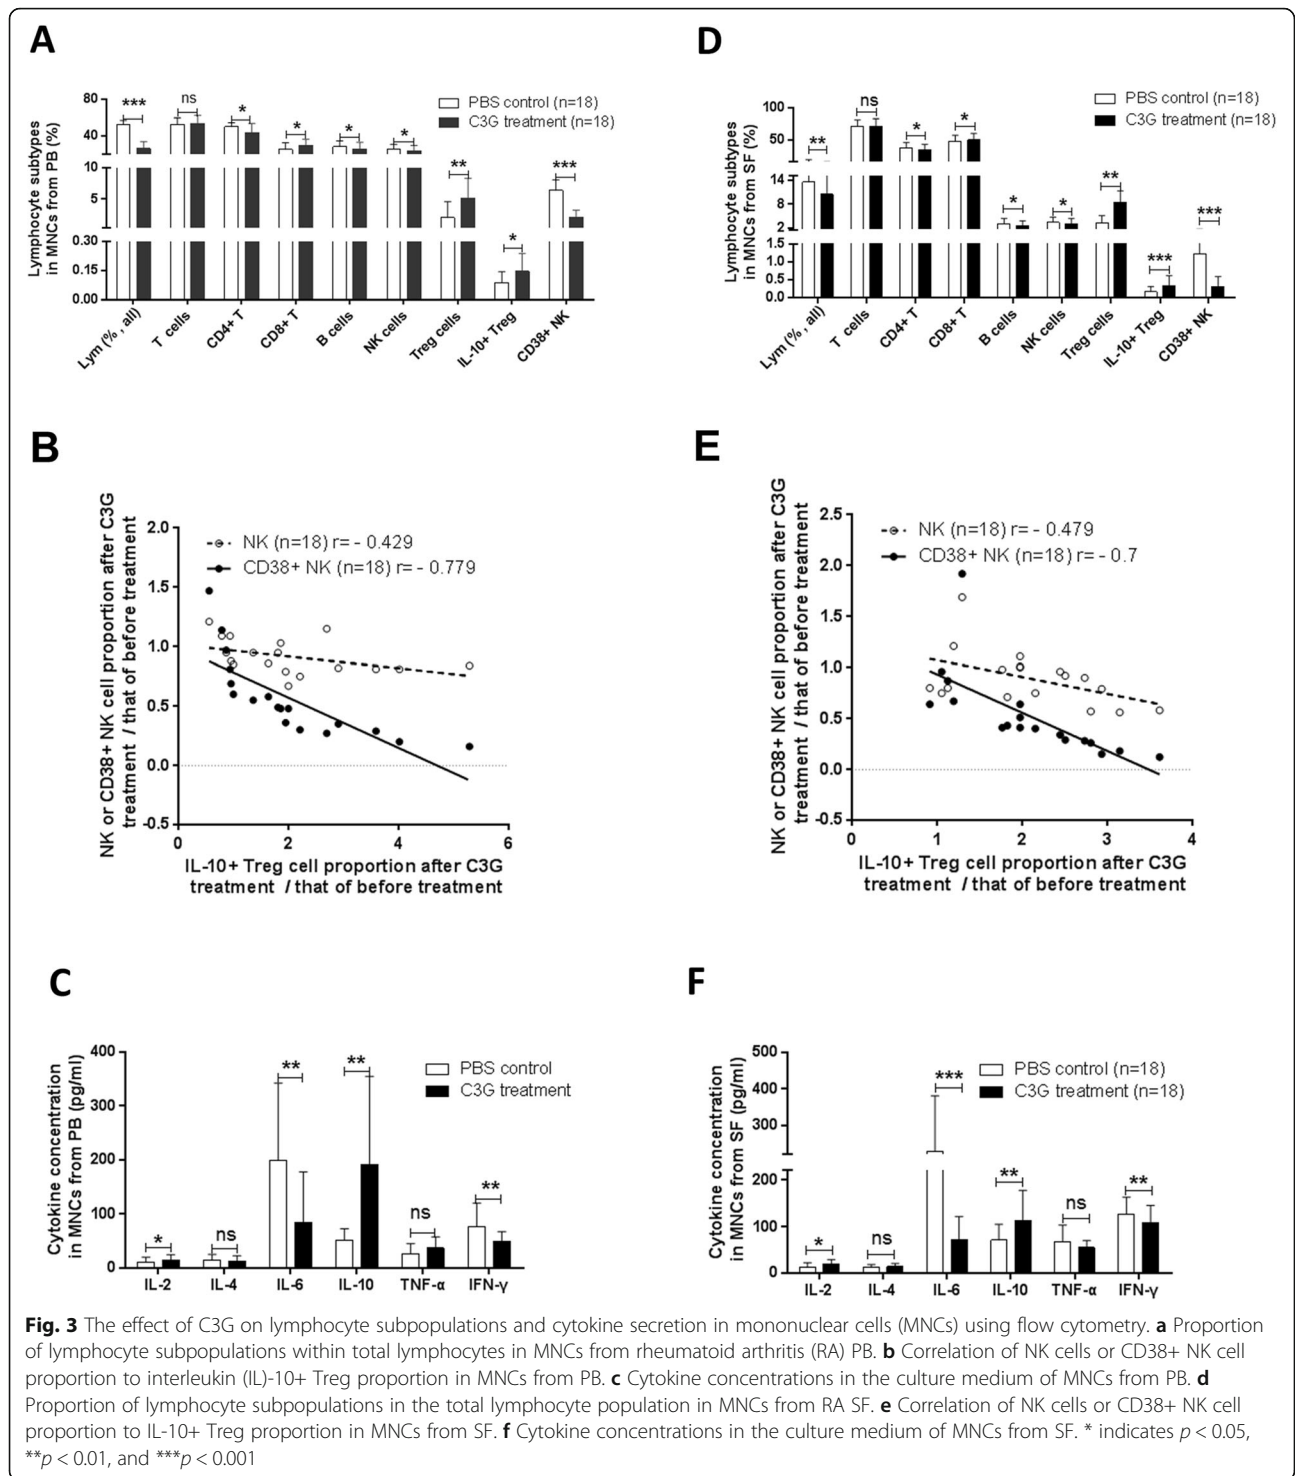 A
Lymphocyte subtypes
in MNCs from PB (%)
PBS control (n=18)
C3G treatment (n=18)
80
40
10
5
0.30
0.15
0.00
***
ns
*
*
*
*
**
*
***
Lym (% , all)
T cells
CD4+ T
CD8+ T
B cells
NK cells
Treg cells
IL-10+ Treg
CD38+ NK
D
Lymphocyte subtypes
in MNCs from SF (%)
PBS control (n=18)
C3G treatment (n=18)
100
50
14
8
2
1.5
1.0
0.5
0.0
**
ns
*
*
*
*
**
***
***
Lym (% , all)
T cells
CD4+ T
CD8+ T
B cells
NK cells
Treg cells
IL-10+ Treg
CD38+ NK
B
NK or CD38+ NK cell proportion after C3G
treatment / that of before treatment
NK (n=18) r= - 0.429
CD38+ NK (n=18) r= - 0.779
2.0
1.5
1.0
0.5
0.0
-0.5
0
2
4
6
IL-10+ Treg cell proportion after C3G
treatment / that of before treatment
E
NK or CD38+ NK cell proportion after C3G
treatment / that of before treatment
NK (n=18) r= - 0.479
CD38+ NK (n=18) r= - 0.7
2.5
2.0
1.5
1.0
0.5
0.0
-0.5
0
1
2
3
4
IL-10+ Treg cell proportion after C3G
treatment / that of before treatment
C
Cytokine concentration
in MNCs from PB (pg/ml)
PBS control
C3G treatment
400
300
200
100
0
*
ns
**
**
ns
**
IL-2
IL-4
IL-6
IL-10
TNF-α
IFN-γ
F
Cytokine concentration
in MNCs from SF (pg/ml)
PBS control (n=18)
C3G treatment (n=18)
500
400
300
200
100
0
*
ns
***
**
ns
**
IL-2
IL-4
IL-6
IL-10
TNF-α
IFN-γ
Fig. 3 The effect of C3G on lymphocyte subpopulations and cytokine secretion in mononuclear cells (MNCs) using flow cytometry. a Proportion
of lymphocyte subpopulations within total lymphocytes in MNCs from rheumatoid arthritis (RA) PB. b Correlation of NK cells or CD38+ NK cell
proportion to interleukin (IL)-10+ Treg proportion in MNCs from PB. c Cytokine concentrations in the culture medium of MNCs from PB. d
Proportion of lymphocyte subpopulations in the total lymphocyte population in MNCs from RA SF. e Correlation of NK cells or CD38+ NK cell
proportion to IL-10+ Treg proportion in MNCs from SF. f Cytokine concentrations in the culture medium of MNCs from SF. * indicates p < 0.05,
**p < 0.01, and ***p < 0.001